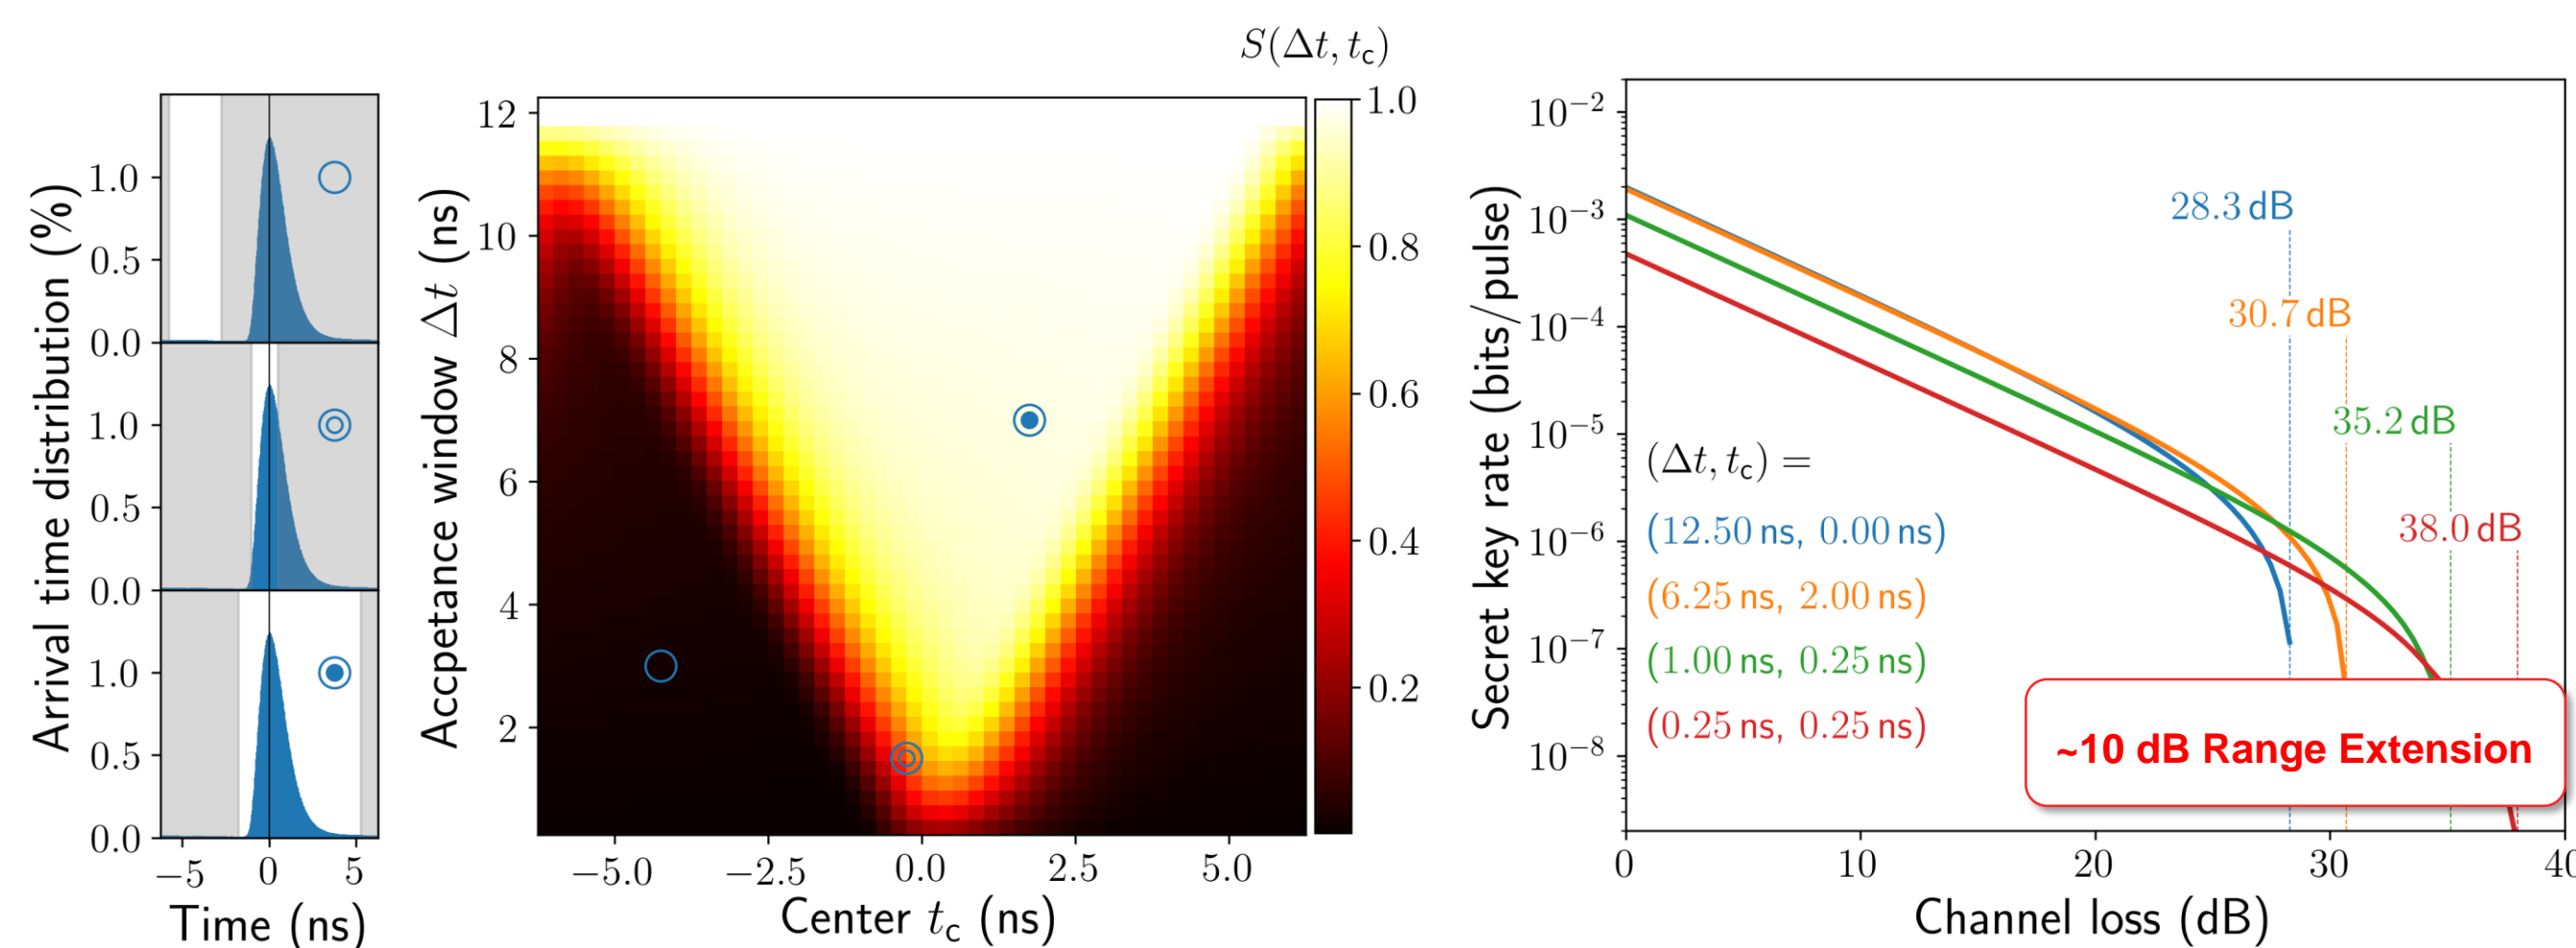 Arrival time distribution (%)
1.0
0.5
0.0
1.0
0.5
0.0
1.0
0.5
0.0
−5 0 5
Time (ns)
Accpetance window Δt (ns)
12
10
8
6
4
2
−5.0 −2.5 0.0 2.5 5.0
Center t_c (ns)
S(Δt, t_c)
1.0
0.8
0.6
0.4
0.2
Secret key rate (bits/pulse)
10⁻²
10⁻³
10⁻⁴
10⁻⁵
10⁻⁶
10⁻⁷
10⁻⁸
28.3 dB
30.7 dB
35.2 dB
38.0 dB
(Δt, t_c) =
(12.50 ns, 0.00 ns)
(6.25 ns, 2.00 ns)
(1.00 ns, 0.25 ns)
(0.25 ns, 0.25 ns)
~10 dB Range Extension
0 10 20 30 40
Channel loss (dB)